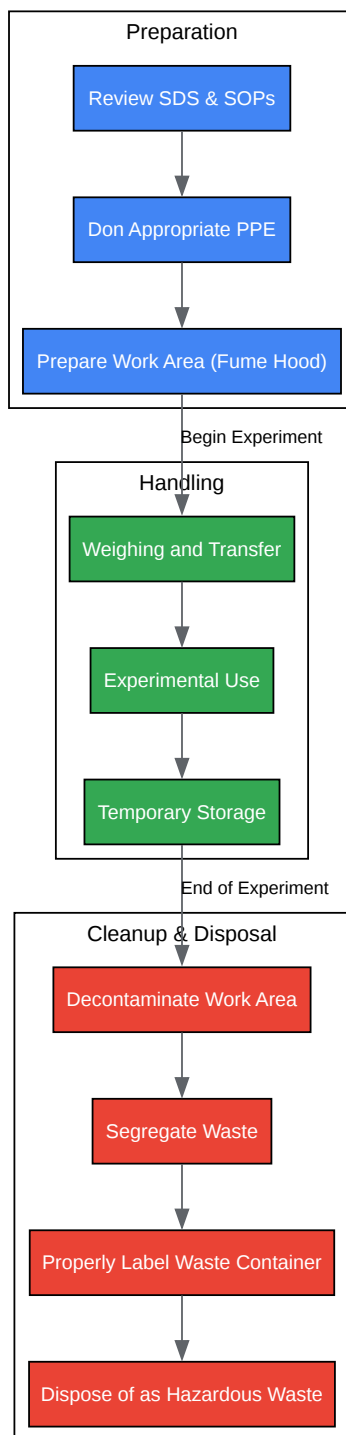 Preparation
Review SDS & SOPs
Don Appropriate PPE
Prepare Work Area (Fume Hood)
Begin Experiment
Handling
Weighing and Transfer
Experimental Use
Temporary Storage
End of Experiment
Cleanup & Disposal
Decontaminate Work Area
Segregate Waste
Properly Label Waste Container
Dispose of as Hazardous Waste